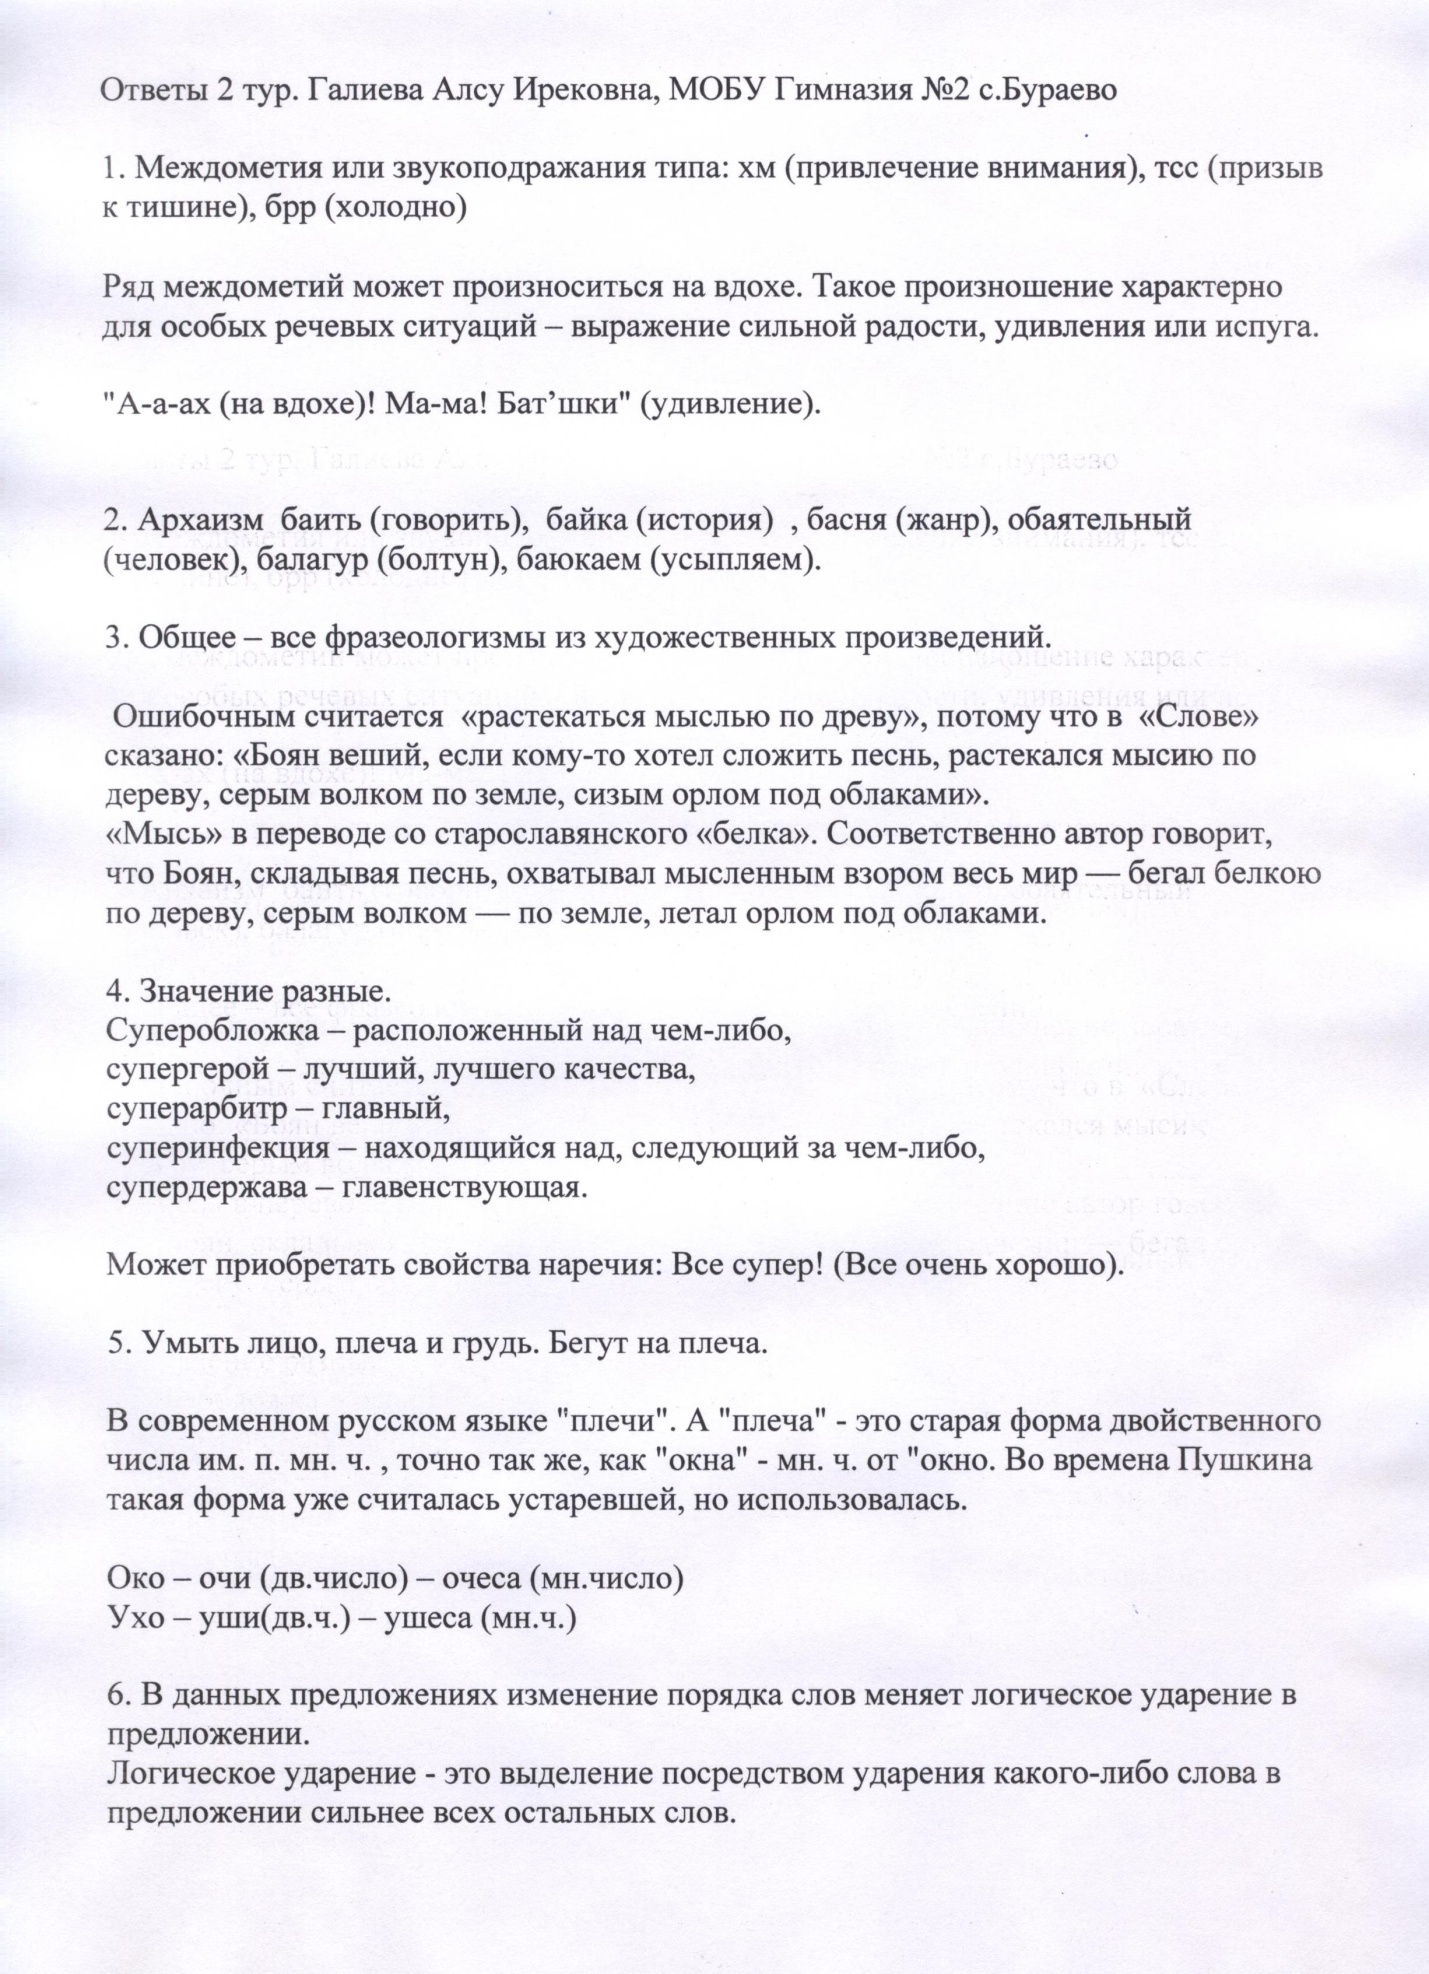 Ответы 2 тур. Галиева Алсу Ирековна, МОБУ Гимназия №2 с.Бураево
1. Междометия или звукоподражания типа: хм (привлечение внимания), тсс (призыв
к тишине), брр (холодно)
Ряд междометий может произноситься на вдохе. Такое произношение характерно
для особых речевых ситуаций – выражение сильной радости, удивления или испуга.
"А-а-ах (на вдохе)! Ма-ма! Бат’шки" (удивление).
2. Архаизм  баить (говорить),  байка (история)  , басня (жанр), обаятельный
(человек), балагур (болтун), баюкаем (усыпляем).
3. Общее – все фразеологизмы из художественных произведений.
Ошибочным считается  «растекаться мыслью по древу», потому что в  «Слове»
сказано: «Боян веший, если кому-то хотел сложить песнь, растекался мысию по
дереву, серым волком по земле, сизым орлом под облаками».
«Мысь» в переводе со старославянского «белка». Соответственно автор говорит,
что Боян, складывая песнь, охватывал мысленным взором весь мир — бегал белкою
по дереву, серым волком — по земле, летал орлом под облаками.
4. Значение разные.
Суперобложка – расположенный над чем-либо,
супергерой – лучший, лучшего качества,
суперарбитр – главный,
суперинфекция – находящийся над, следующий за чем-либо,
супердержава – главенствующая.
Может приобретать свойства наречия: Все супер! (Все очень хорошо).
5. Умыть лицо, плеча и грудь. Бегут на плеча.
В современном русском языке "плечи". А "плеча" - это старая форма двойственного
числа им. п. мн. ч. , точно так же, как "окна" - мн. ч. от "окно. Во времена Пушкина
такая форма уже считалась устаревшей, но использовалась.
Око – очи (дв.число) – очеса (мн.число)
Ухо – уши(дв.ч.) – ушеса (мн.ч.)
6. В данных предложениях изменение порядка слов меняет логическое ударение в
предложении.
Логическое ударение - это выделение посредством ударения какого-либо слова в
предложении сильнее всех остальных слов.